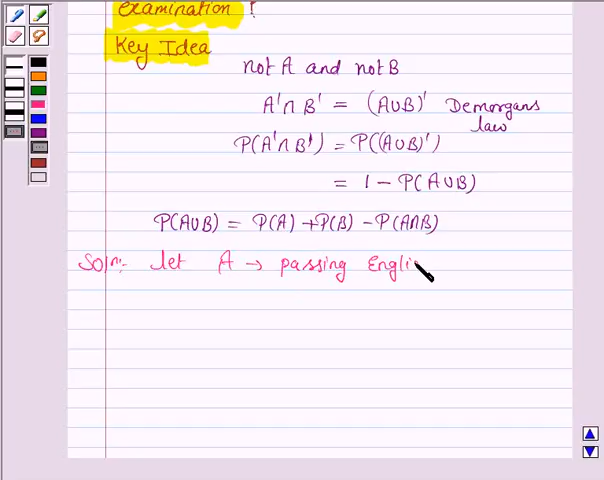 examination ?
Key Idea
not A and not B
A'∩B' = (A∪B)' Demorgans
law
P(A'∩B') = P((A∪B)')
= 1 - P(A∪B)
P(A∪B) = P(A) + P(B) - P(A∩B)
Soln:- let A → passing Engli